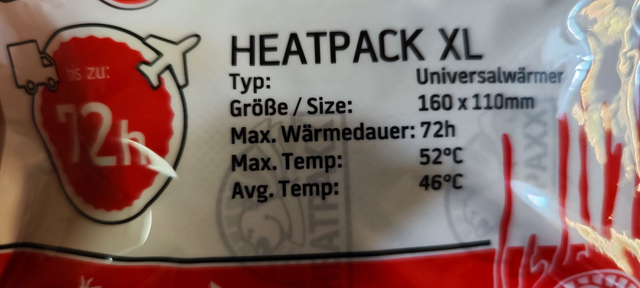 HEATPACK XL
bis zu:
72h
Typ: Universalwärmer
Größe / Size: 160 x 110mm
Max. Wärmedauer: 72h
Max. Temp: 52°C
Avg. Temp: 46°C